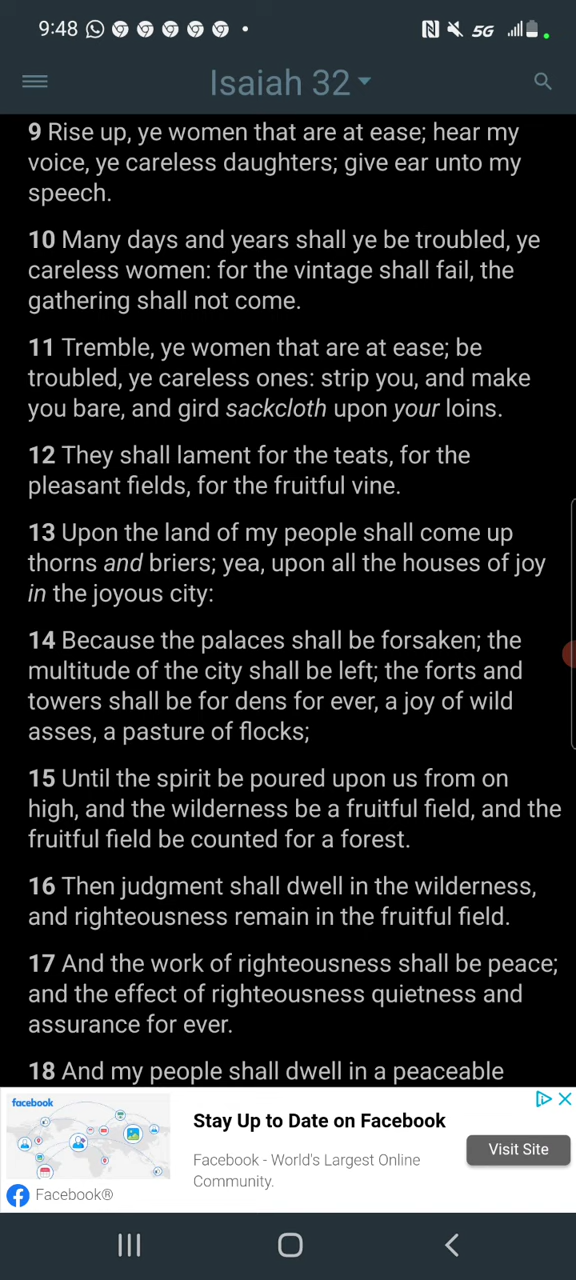 9:48 5G
Isaiah 32
9 Rise up, ye women that are at ease; hear my
voice, ye careless daughters; give ear unto my
speech.
10 Many days and years shall ye be troubled, ye
careless women: for the vintage shall fail, the
gathering shall not come.
11 Tremble, ye women that are at ease; be
troubled, ye careless ones: strip you, and make
you bare, and gird sackcloth upon your loins.
12 They shall lament for the teats, for the
pleasant fields, for the fruitful vine.
13 Upon the land of my people shall come up
thorns and briers; yea, upon all the houses of joy
in the joyous city:
14 Because the palaces shall be forsaken; the
multitude of the city shall be left; the forts and
towers shall be for dens for ever, a joy of wild
asses, a pasture of flocks;
15 Until the spirit be poured upon us from on
high, and the wilderness be a fruitful field, and the
fruitful field be counted for a forest.
16 Then judgment shall dwell in the wilderness,
and righteousness remain in the fruitful field.
17 And the work of righteousness shall be peace;
and the effect of righteousness quietness and
assurance for ever.
18 And my people shall dwell in a peaceable
facebook
Stay Up to Date on Facebook
Facebook - World's Largest Online
Community.
Visit Site
Facebook®